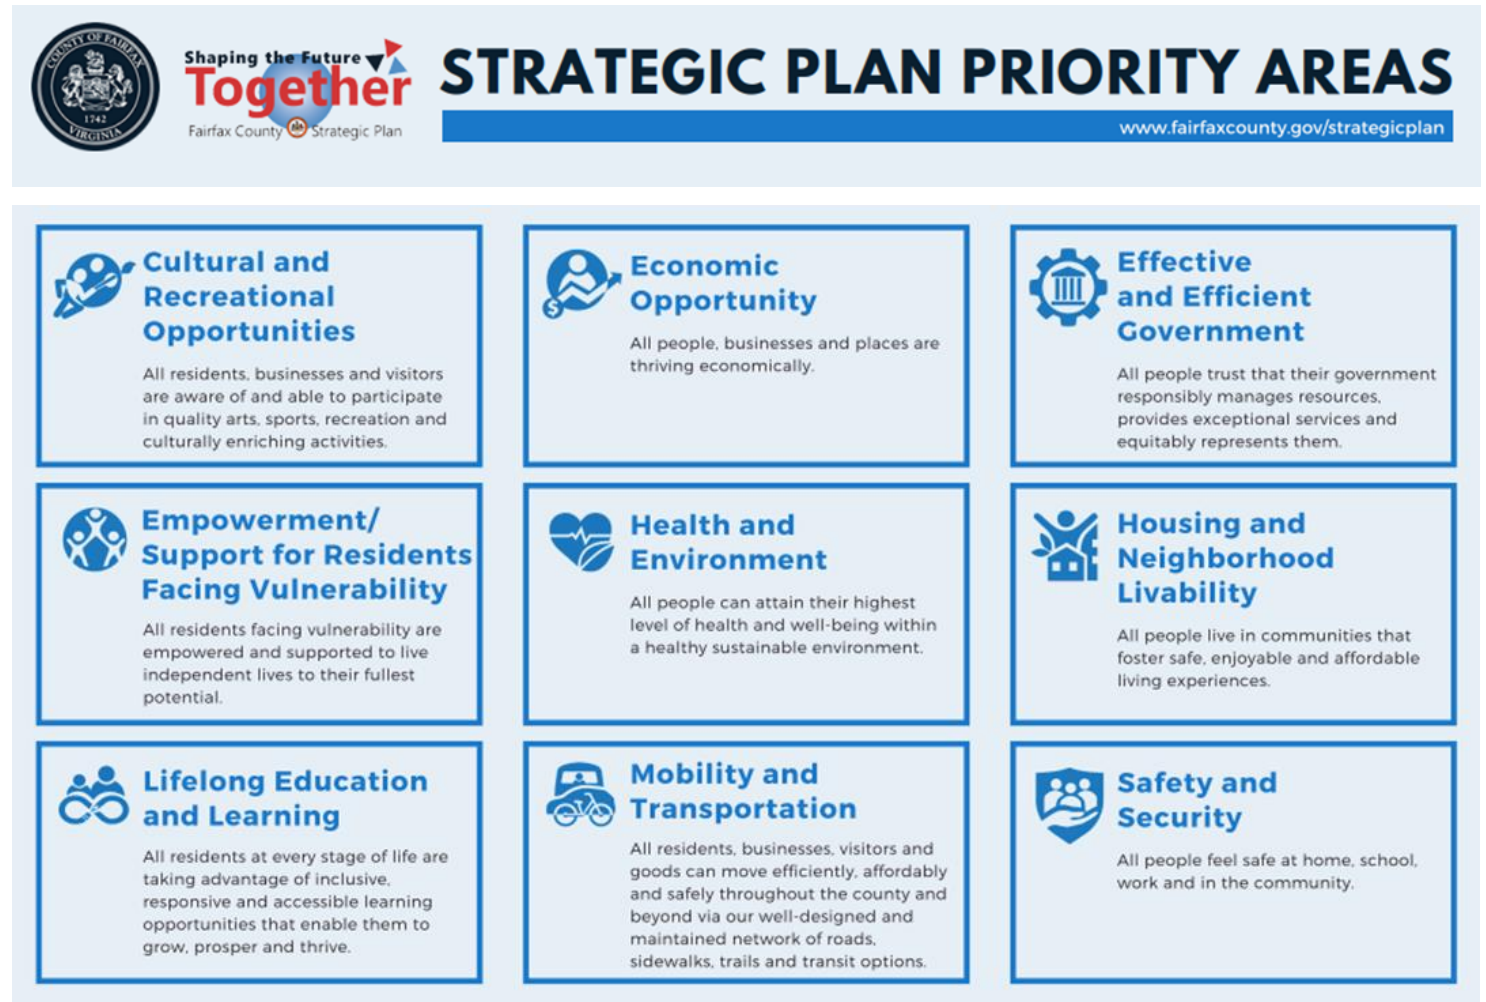 COUNTY OF FAIRFAX
1742
VIRGINIA
Shaping the Future
Together
Fairfax County Strategic Plan
STRATEGIC PLAN PRIORITY AREAS
www.fairfaxcounty.gov/strategicplan
Cultural and
Recreational
Opportunities
All residents, businesses and visitors
are aware of and able to participate
in quality arts, sports, recreation and
culturally enriching activities.
Economic
Opportunity
All people, businesses and places are
thriving economically.
$
Effective
and Efficient
Government
All people trust that their government
responsibly manages resources,
provides exceptional services and
equitably represents them.
Empowerment/
Support for Residents
Facing Vulnerability
All residents facing vulnerability are
empowered and supported to live
independent lives to their fullest
potential.
Health and
Environment
All people can attain their highest
level of health and well-being within
a healthy sustainable environment.
Housing and
Neighborhood
Livability
All people live in communities that
foster safe, enjoyable and affordable
living experiences.
Lifelong Education
and Learning
All residents at every stage of life are
taking advantage of inclusive,
responsive and accessible learning
opportunities that enable them to
grow, prosper and thrive.
Mobility and
Transportation
All residents, businesses, visitors and
goods can move efficiently, affordably
and safely throughout the county and
beyond via our well-designed and
maintained network of roads,
sidewalks, trails and transit options.
Safety and
Security
All people feel safe at home, school,
work and in the community.